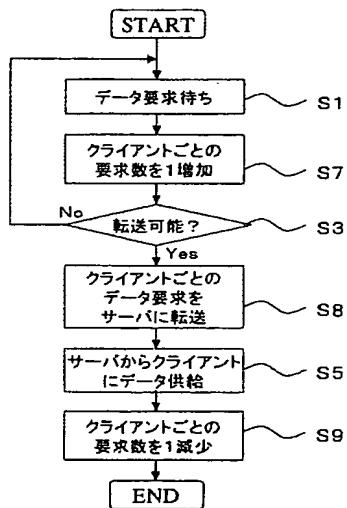 START
データ要求待ち
S1
クライアントごとの
要求数を1増加
S7
No
転送可能?
S3
Yes
クライアントごとの
データ要求を
サーバに転送
S8
サーバからクライアント
にデータ供給
S5
クライアントごとの
要求数を1減少
S9
END